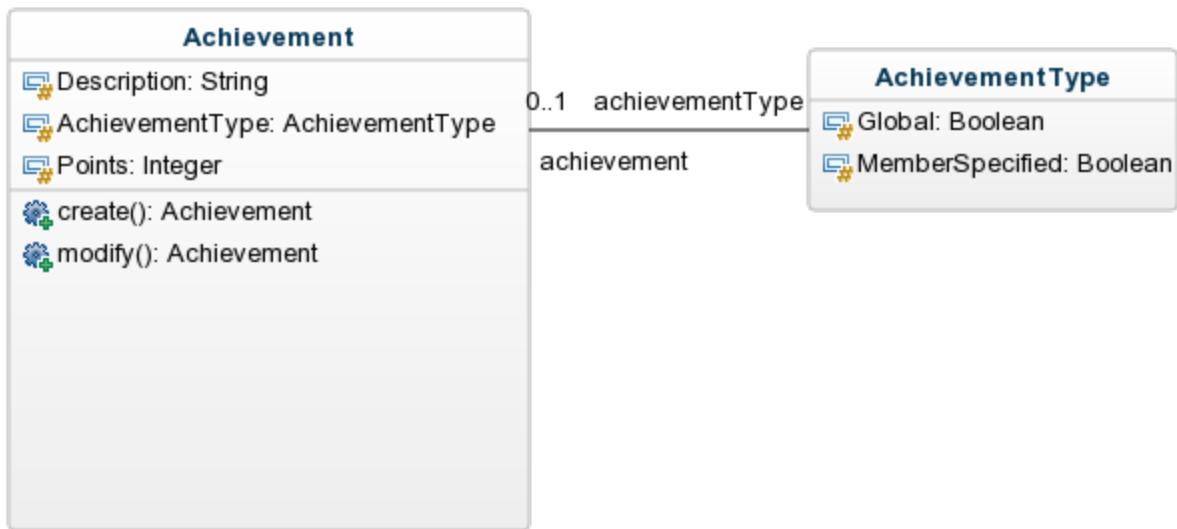 Achievement
Description: String
AchievementType: AchievementType
Points: Integer
create(): Achievement
modify(): Achievement
0..1 achievementType
achievement
AchievementType
Global: Boolean
MemberSpecified: Boolean